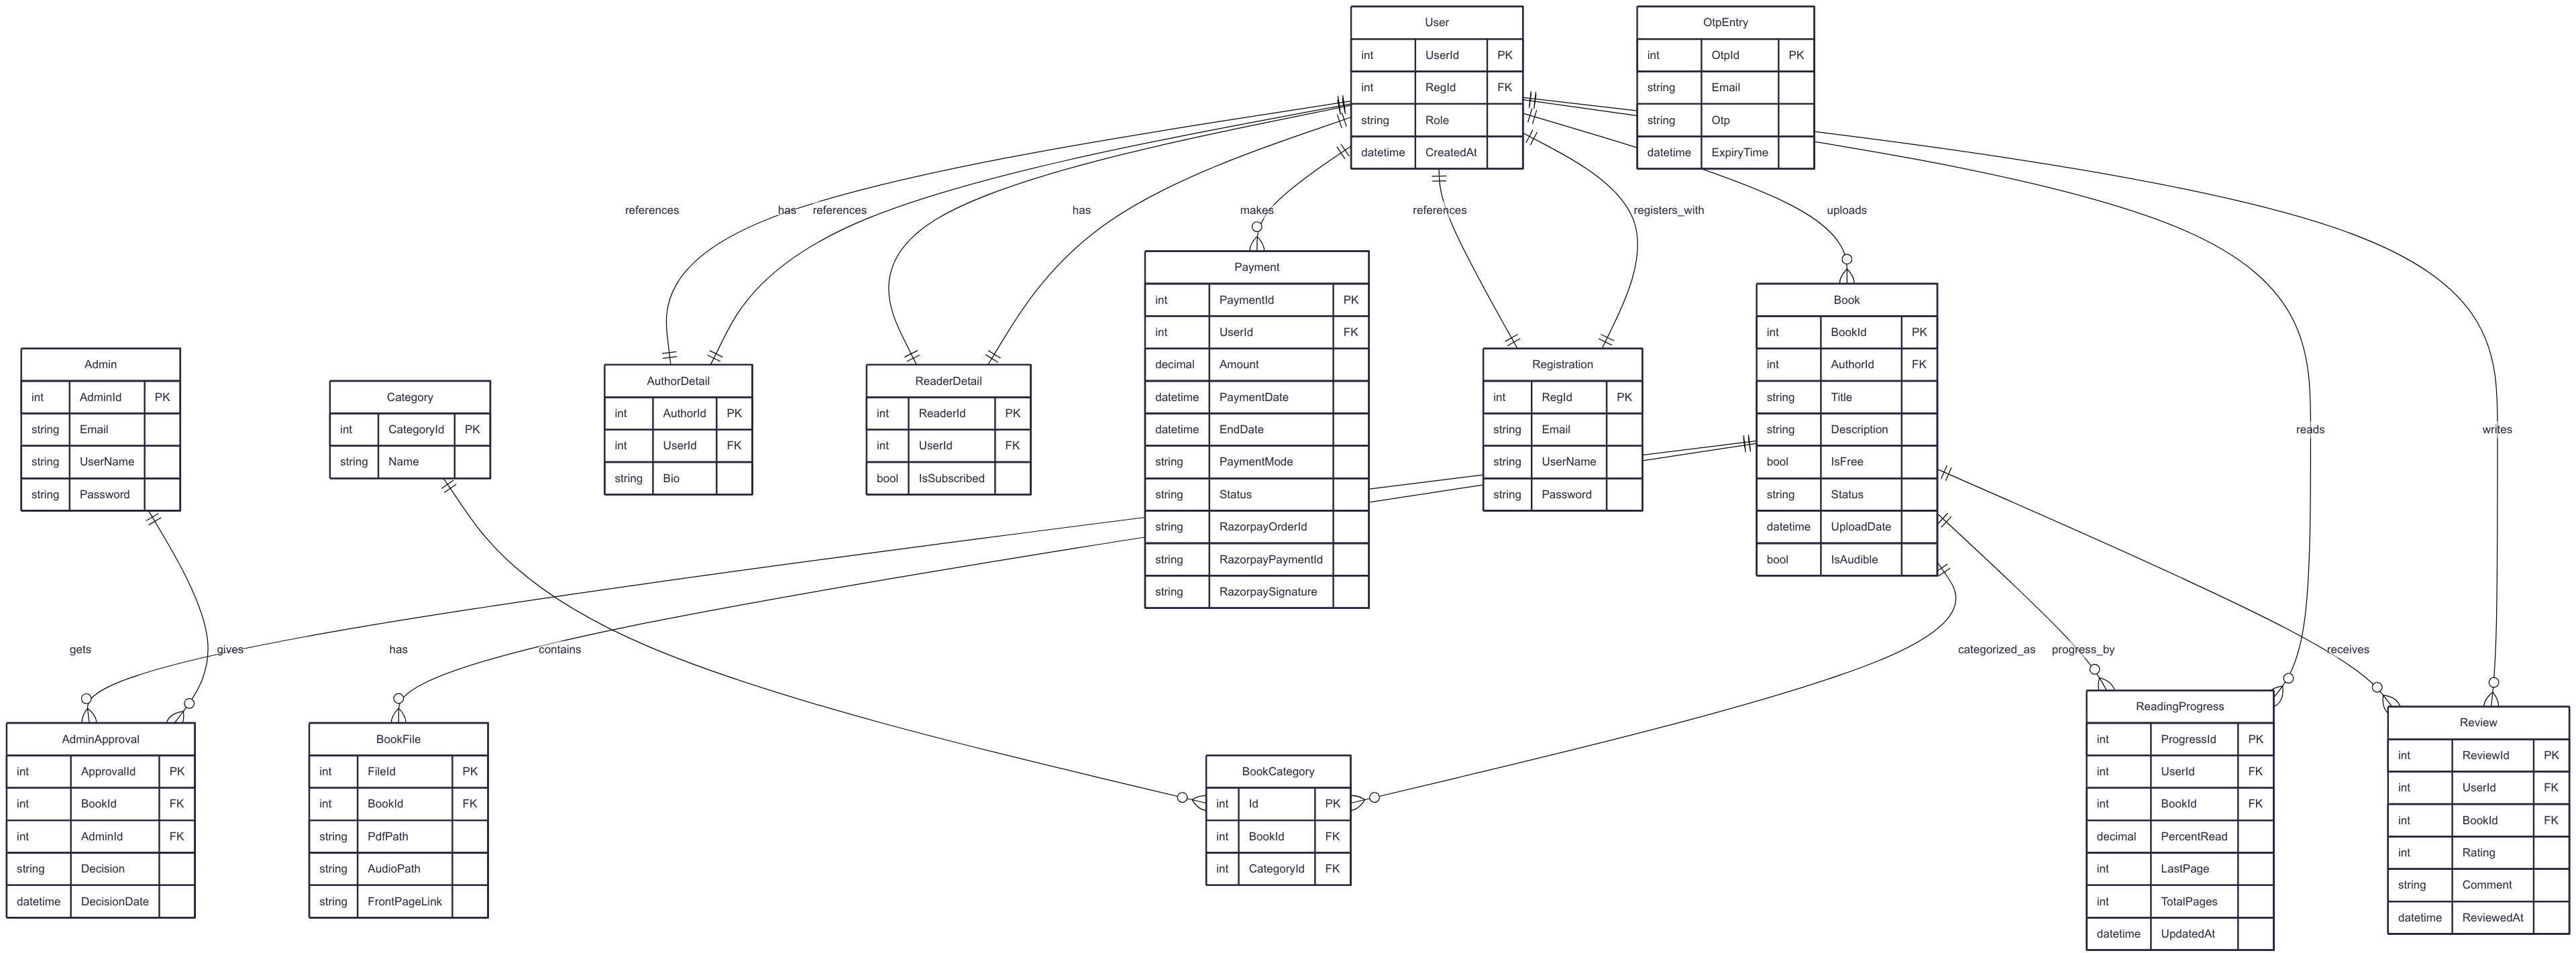 User
int UserId PK
int RegId FK
string Role
datetime CreatedAt
OtpEntry
int OtpId PK
string Email
string Otp
datetime ExpiryTime
references
has
references
has
makes
references
registers_with
uploads
Payment
int PaymentId PK
int UserId FK
decimal Amount
datetime PaymentDate
datetime EndDate
string PaymentMode
string Status
string RazorpayOrderId
string RazorpayPaymentId
string RazorpaySignature
Book
int BookId PK
int AuthorId FK
string Title
string Description
bool IsFree
string Status
datetime UploadDate
bool IsAudible
Admin
int AdminId PK
string Email
string UserName
string Password
Category
int CategoryId PK
string Name
AuthorDetail
int AuthorId PK
int UserId FK
string Bio
ReaderDetail
int ReaderId PK
int UserId FK
bool IsSubscribed
Registration
int RegId PK
string Email
string UserName
string Password
reads
writes
gets
gives
has
contains
categorized_as
progress_by
receives
AdminApproval
int ApprovalId PK
int BookId FK
int AdminId FK
string Decision
datetime DecisionDate
BookFile
int FileId PK
int BookId FK
string PdfPath
string AudioPath
string FrontPageLink
BookCategory
int Id PK
int BookId FK
int CategoryId FK
ReadingProgress
int ProgressId PK
int UserId FK
int BookId FK
decimal PercentRead
int LastPage
int TotalPages
datetime UpdatedAt
Review
int ReviewId PK
int UserId FK
int BookId FK
int Rating
string Comment
datetime ReviewedAt